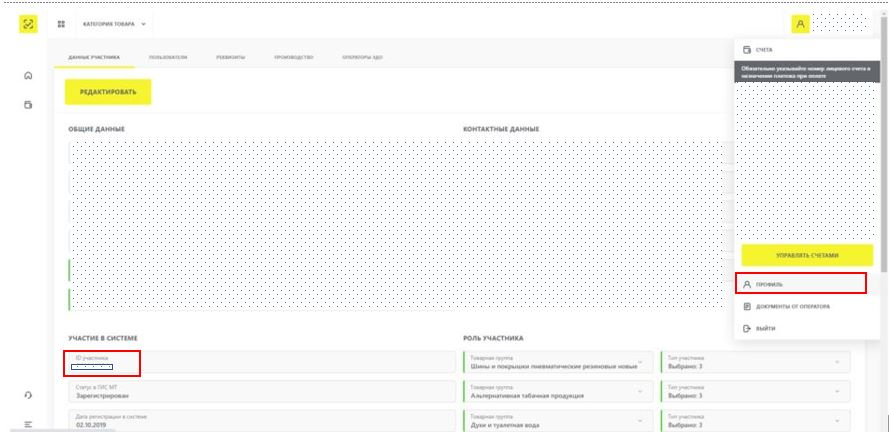 КАТЕГОРИЯ ТОВАРА
ДАННЫЕ УЧАСТНИКА ПОЛЬЗОВАТЕЛИ РЕКВИЗИТЫ ПРОИЗВОДСТВО ОПЕРАТОРЫ ЭДО
РЕДАКТИРОВАТЬ
ОБЩИЕ ДАННЫЕ
КОНТАКТНЫЕ ДАННЫЕ
СЧЕТА
Обязательно указывайте номер лицевого счета в
назначении платежа при оплате
УПРАВЛЯТЬ СЧЕТАМИ
ПРОФИЛЬ
ДОКУМЕНТЫ ОТ ОПЕРАТОРА
ВЫЙТИ
УЧАСТИЕ В СИСТЕМЕ
ID участника
Статус в ГИС МТ
Зарегистрирован
Дата регистрации в системе
02.10.2019
РОЛЬ УЧАСТНИКА
Товарная группа
Шины и покрышки пневматические резиновые новые
Тип участника
Выбрано: 3
Товарная группа
Альтернативная табачная продукция
Тип участника
Выбрано: 3
Товарная группа
Духи и туалетная вода
Тип участника
Выбрано: 3